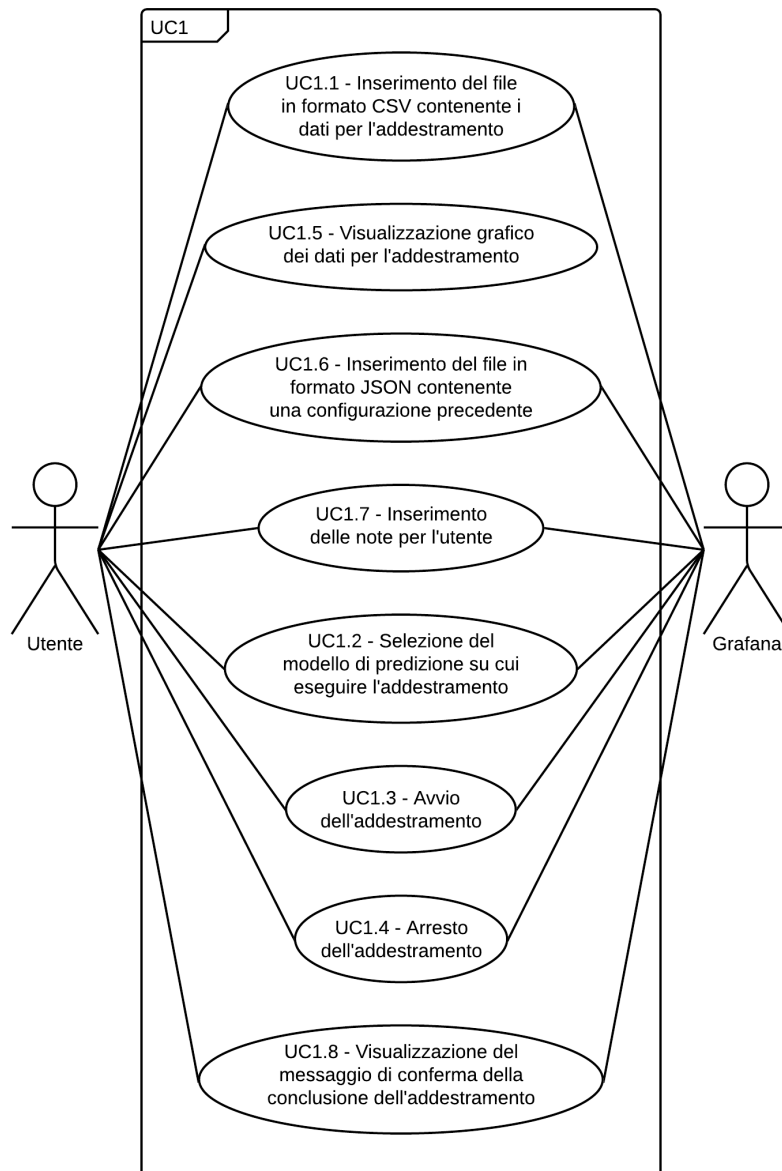 UC1
UC1.1 - Inserimento del file
in formato CSV contenente i
dati per l'addestramento
UC1.5 - Visualizzazione grafico
dei dati per l'addestramento
UC1.6 - Inserimento del file in
formato JSON contenente
una configurazione precedente
UC1.7 - Inserimento
delle note per l'utente
Utente
Grafana
UC1.2 - Selezione del
modello di predizione su cui
eseguire l'addestramento
UC1.3 - Avvio
dell'addestramento
UC1.4 - Arresto
dell'addestramento
UC1.8 - Visualizzazione del
messaggio di conferma della
conclusione dell'addestramento